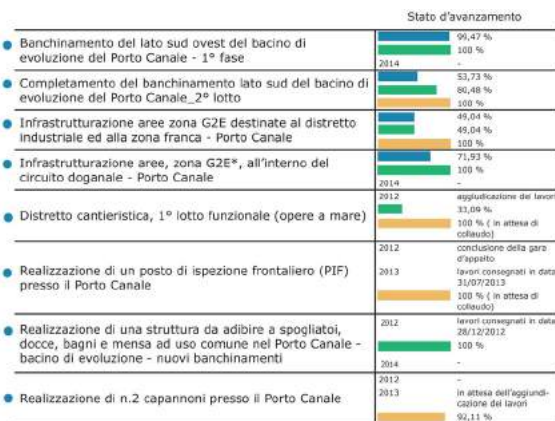 Stato d'avanzamento
Banchinamento del lato sud ovest del bacino di
evoluzione del Porto Canale - 1° fase
99,47 %
100 %
2014 -
Completamento del banchinamento lato sud del bacino di
evoluzione del Porto Canale_2° lotto
53,73 %
80,48 %
100 %
Infrastrutturazione aree zona G2E destinate al distretto
industriale ed alla zona franca - Porto Canale
49,04 %
49,04 %
100 %
Infrastrutturazione aree, zona G2E*, all'interno del
circuito doganale - Porto Canale
71,93 %
100 %
2014 -
Distretto cantieristica, 1° lotto funzionale (opere a mare)
2012 aggiudicazione dei lavori
33,09 %
100 % ( in attesa di
collaudo)
Realizzazione di un posto di ispezione frontaliero (PIF)
presso il Porto Canale
2012 conclusione della gara
d'appalto
2013 lavori consegnati in data
31/07/2013
100 % ( in attesa di
collaudo)
Realizzazione di una struttura da adibire a spogliatoi,
docce, bagni e mensa ad uso comune nel Porto Canale -
bacino di evoluzione - nuovi banchinamenti
2012 lavori consegnati in data
28/12/2012
100 %
2014 -
Realizzazione di n.2 capannoni presso il Porto Canale
2012 -
2013 in attesa dell'aggiundi-
cazione dei lavori
92,11 %